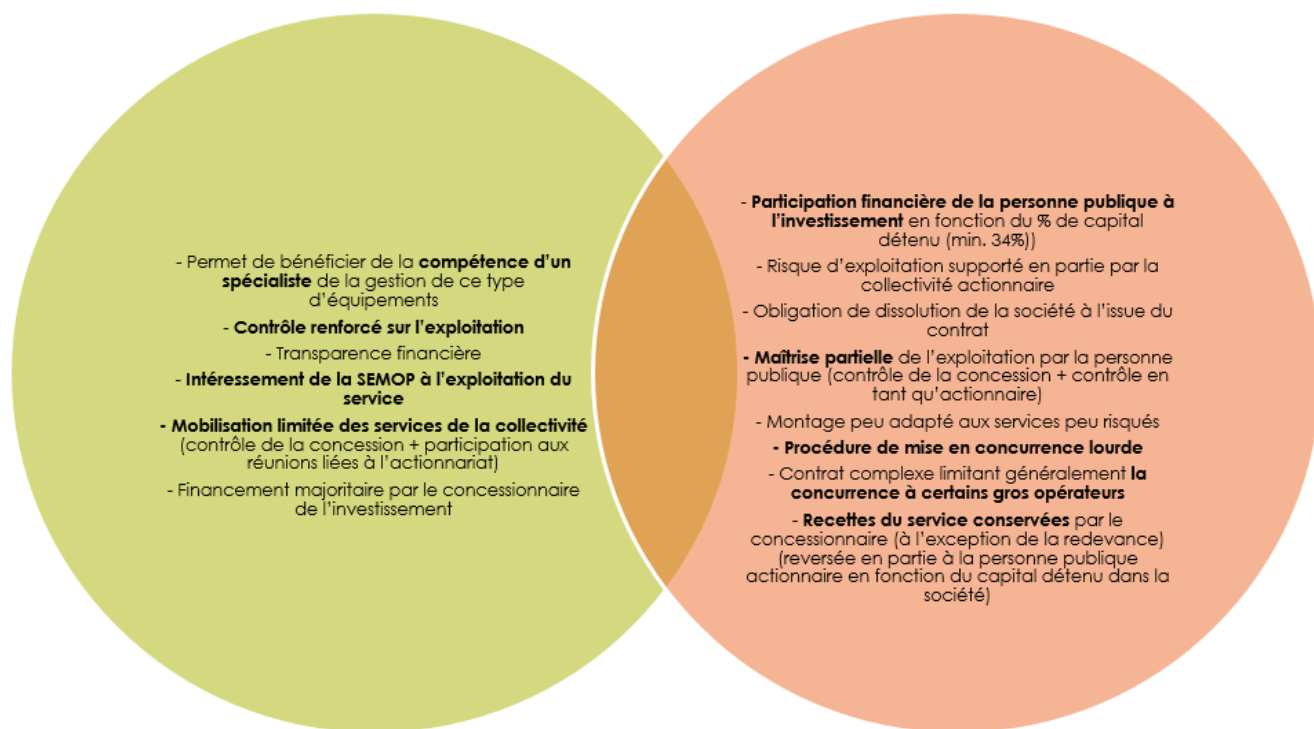 - Permet de bénéficier de la compétence d'un
spécialiste de la gestion de ce type
d'équipements
- Contrôle renforcé sur l'exploitation
- Transparence financière
- Intéressement de la SEMOP à l'exploitation du
service
- Mobilisation limitée des services de la collectivité
(contrôle de la concession + participation aux
réunions liées à l'actionnariat)
- Financement majoritaire par le concessionnaire
de l'investissement
- Participation financière de la personne publique à
l'investissement en fonction du % de capital
détenu (min. 34%))
- Risque d'exploitation supporté en partie par la
collectivité actionnaire
- Obligation de dissolution de la société à l'issue du
contrat
- Maîtrise partielle de l'exploitation par la personne
publique (contrôle de la concession + contrôle en
tant qu'actionnaire)
- Montage peu adapté aux services peu risqués
- Procédure de mise en concurrence lourde
- Contrat complexe limitant généralement la
concurrence à certains gros opérateurs
- Recettes du service conservées par le
concessionnaire (à l'exception de la redevance)
(reversée en partie à la personne publique
actionnaire en fonction du capital détenu dans la
société)